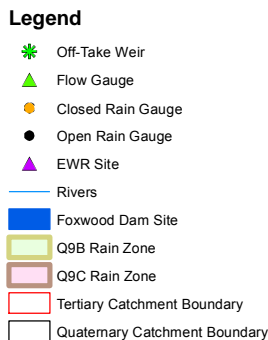 Legend
Off-Take Weir
Flow Gauge
Closed Rain Gauge
Open Rain Gauge
EWR Site
Rivers
Foxwood Dam Site
Q9B Rain Zone
Q9C Rain Zone
Tertiary Catchment Boundary
Quaternary Catchment Boundary